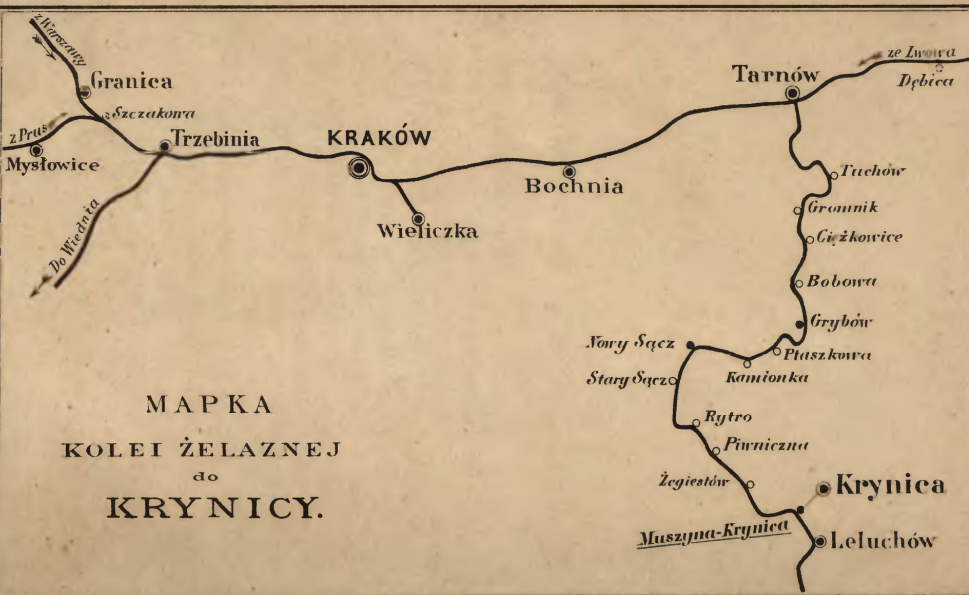 z Warszawy
Granica
Szczakowa
z Prus
Mysłowice
Trzebinia
Do Wiednia
KRAKÓW
Wieliczka
Bochnia
Tarnów
ze Lwowa
Dębica
Tuchów
Gromnik
Ciężkowice
Bobowa
Grybów
Ptaszkowa
Kamionka
Nowy Sącz
Stary Sącz
Rytro
Piwniczna
Żegiestów
Krynica
Muszyna-Krynica
Leluchów
MAPKA
KOLEI ŻELAZNEJ
do
KRYNICY.